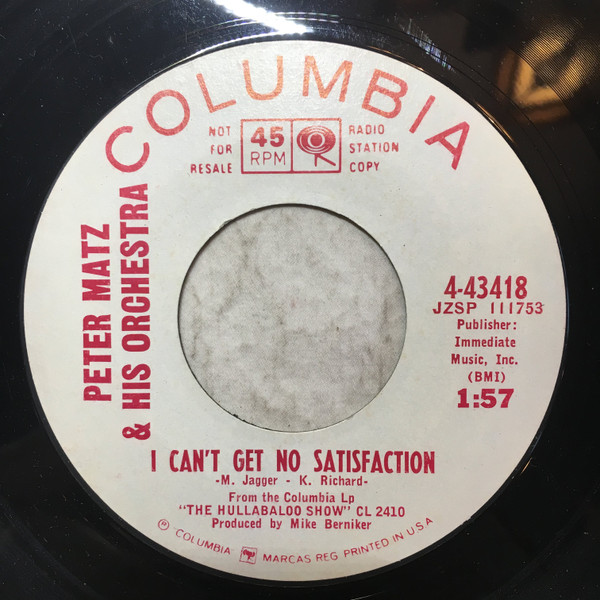 COLUMBIA
NOT FOR RESALE
45 RPM
RADIO STATION COPY
PETER MATZ
& HIS ORCHESTRA
4-43418
JZSP 111753
Publisher:
Immediate
Music, Inc.
(BMI)
1:57
I CAN'T GET NO SATISFACTION
-M. Jagger - K. Richard-
From the Columbia Lp
"THE HULLABALOO SHOW" CL 2410
Produced by Mike Berniker
® "COLUMBIA" MARCAS REG. PRINTED IN U.S.A.